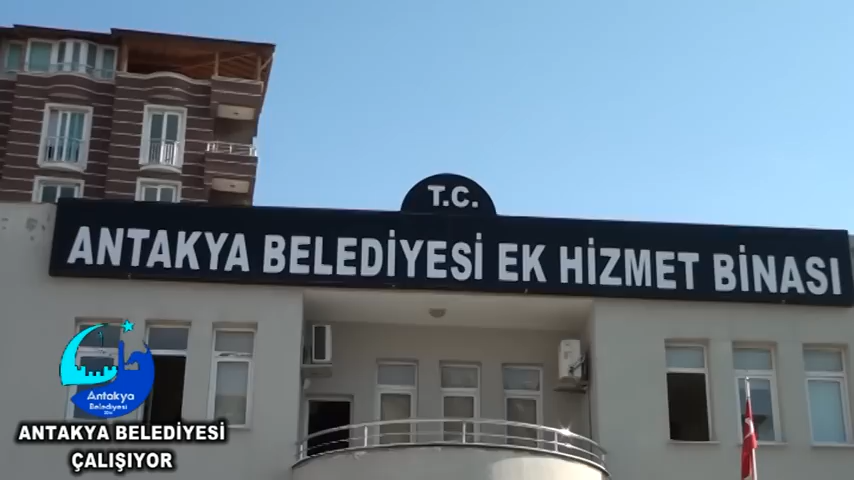 T.C.
ANTAKYA BELEDİYESİ EK HİZMET BİNASI
Antakya
Belediyesi
ANTAKYA BELEDİYESİ
ÇALIŞIYOR